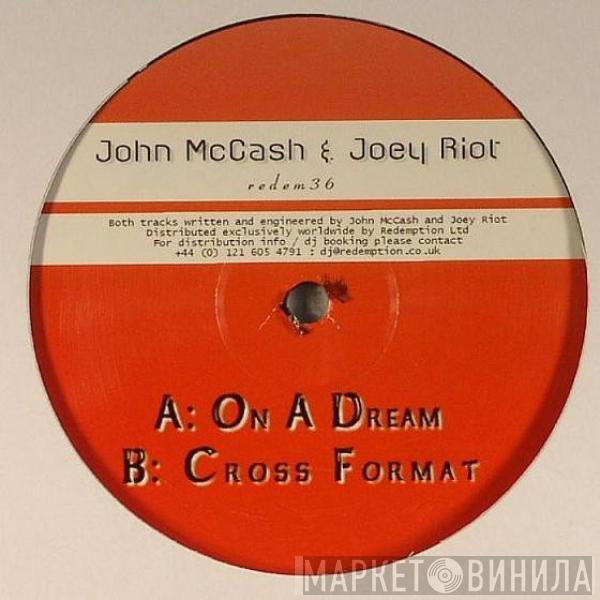 John McCash & Joey Riot
redem36
Both tracks written and engineered by John McCash and Joey Riot
Distributed exclusively worldwide by Redemption Ltd
For distribution info / dj booking please contact
+44 (0) 121 605 4791 : dj@redemption.co.uk
A: On A Dream
B: Cross Format
МАРКЕТ ВИНИЛА